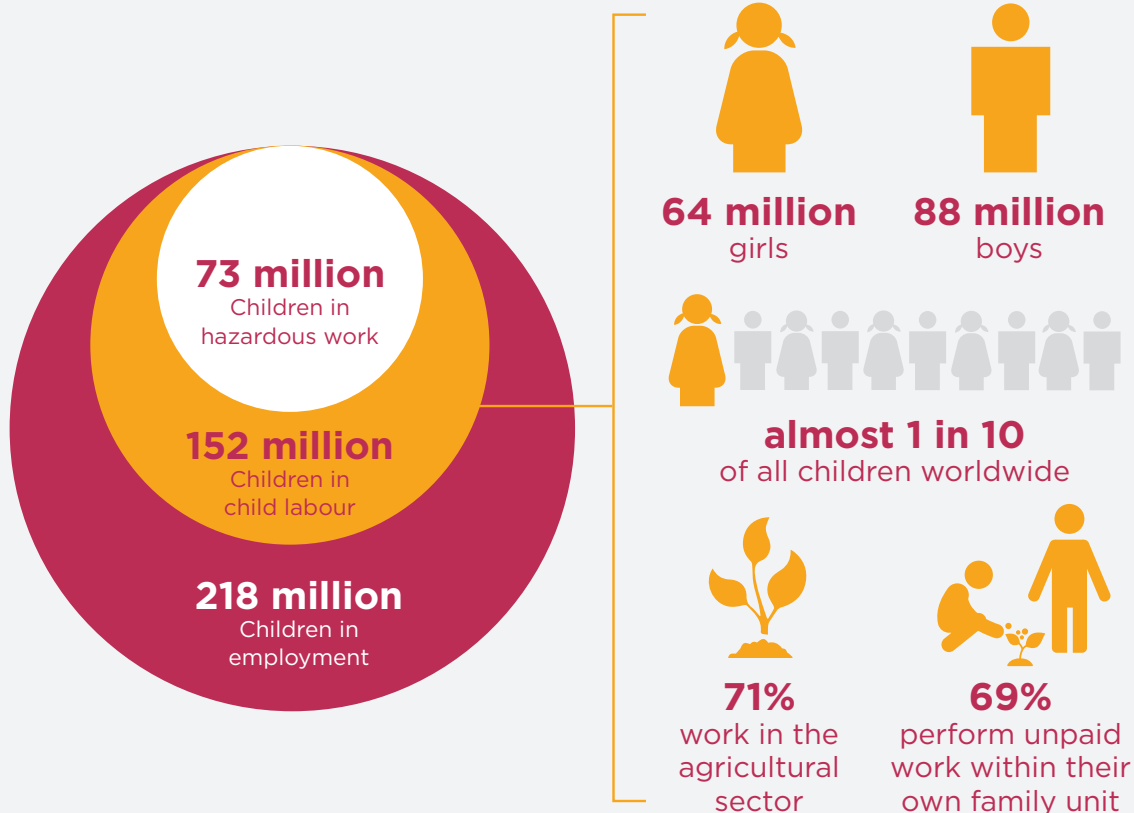 73 million
Children in
hazardous work
152 million
Children in
child labour
218 million
Children in
employment
64 million
girls
88 million
boys
almost 1 in 10
of all children worldwide
71%
work in the
agricultural
sector
69%
perform unpaid
work within their
own family unit